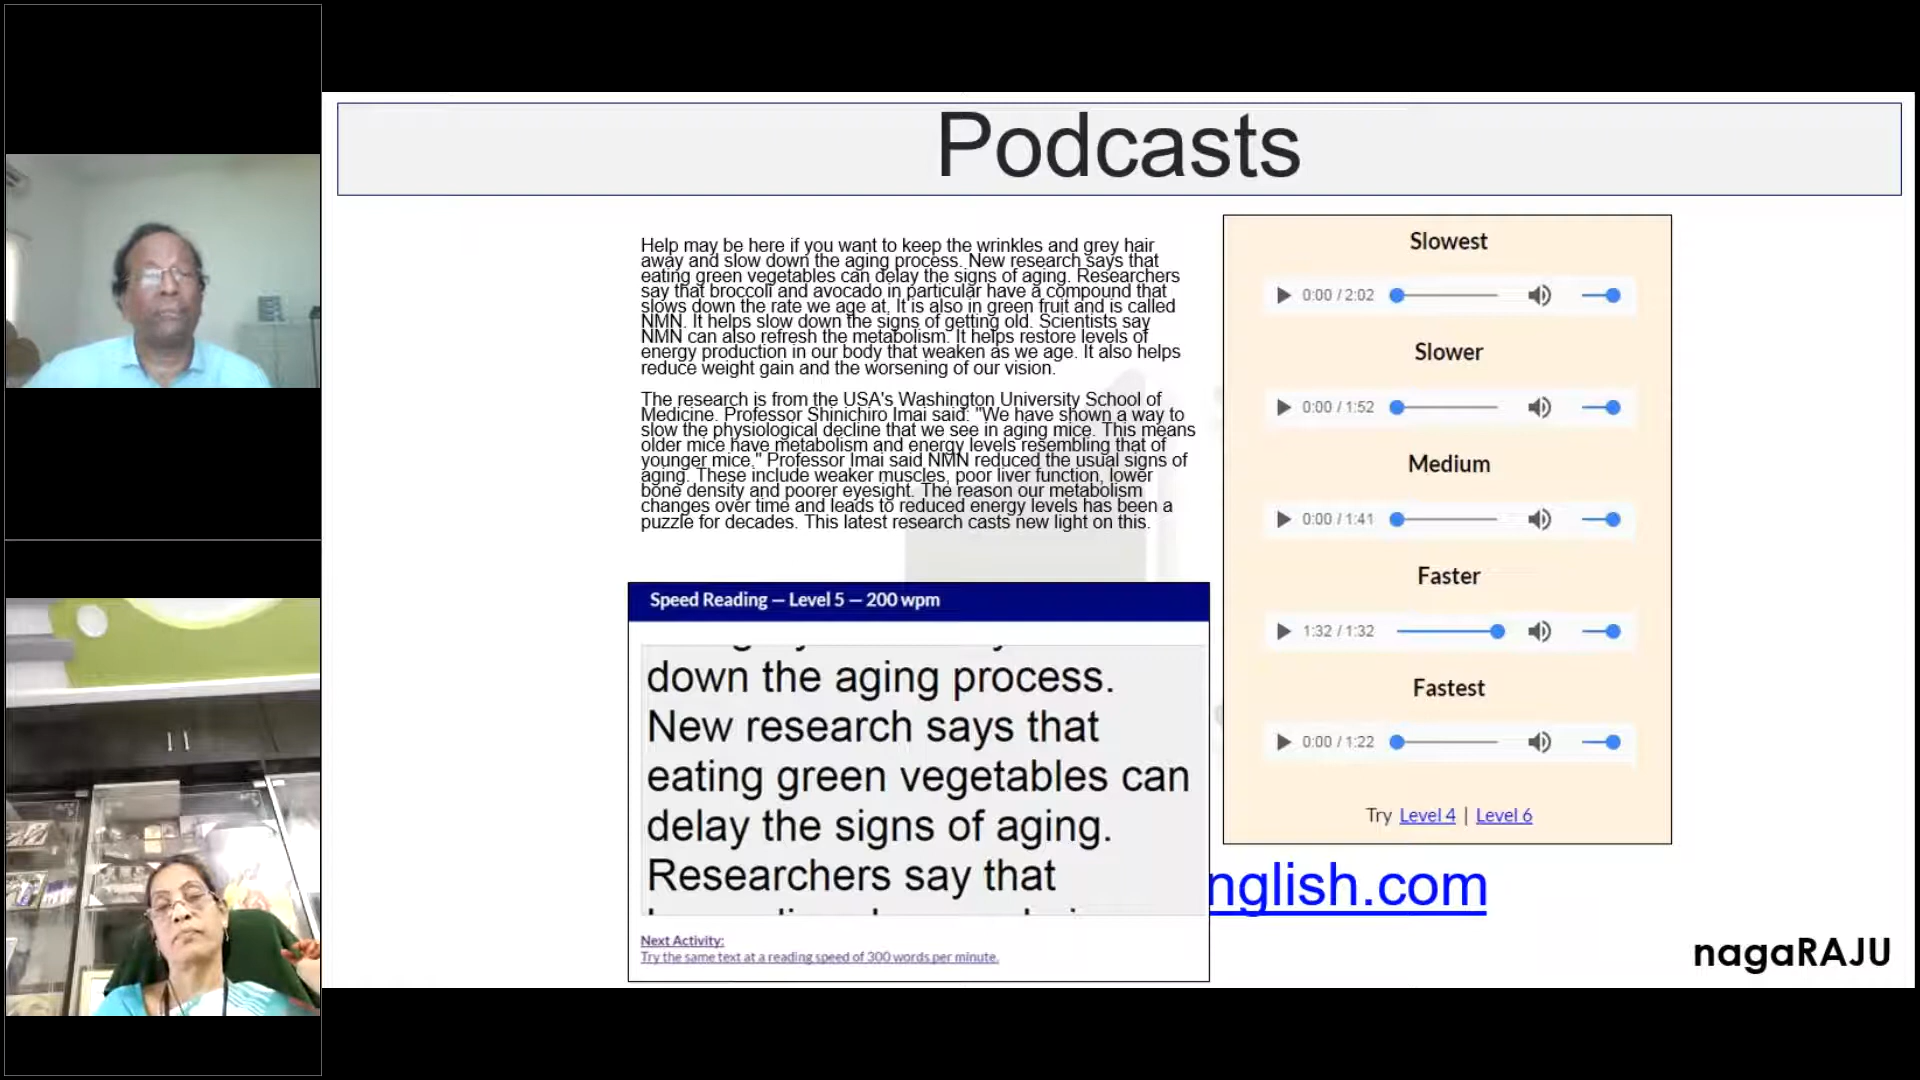 Podcasts
Help may be here if you want to keep the wrinkles and grey hair
away and slow down the aging process. New research says that
eating green vegetables can delay the signs of aging. Researchers
say that broccoli and avocado in particular have a compound that
slows down the rate we age at. It is also in green fruit and is called
NMN. It helps slow down the signs of getting old. Scientists say
NMN can also refresh the metabolism. It helps restore levels of
energy production in our body that weaken as we age. It also helps
reduce weight gain and the worsening of our vision.
The research is from the USA's Washington University School of
Medicine. Professor Shinichiro Imai said: "We have shown a way to
slow the physiological decline that we see in aging mice. This means
older mice have metabolism and energy levels resembling that of
younger mice." Professor Imai said NMN reduced the usual signs of
aging. These include weaker muscles, poor liver function, lower
bone density and poorer eyesight. The reason our metabolism
changes over time and leads to reduced energy levels has been a
puzzle for decades. This latest research casts new light on this.
Speed Reading — Level 5 — 200 wpm
down the aging process.
New research says that
eating green vegetables can
delay the signs of aging.
Researchers say that
Next Activity:
Try the same text at a reading speed of 300 words per minute.
Slowest
0:00 / 2:02
Slower
0:00 / 1:52
Medium
0:00 / 1:41
Faster
1:32 / 1:32
Fastest
0:00 / 1:22
Try Level 4 | Level 6
nglish.com
nagaRAJU